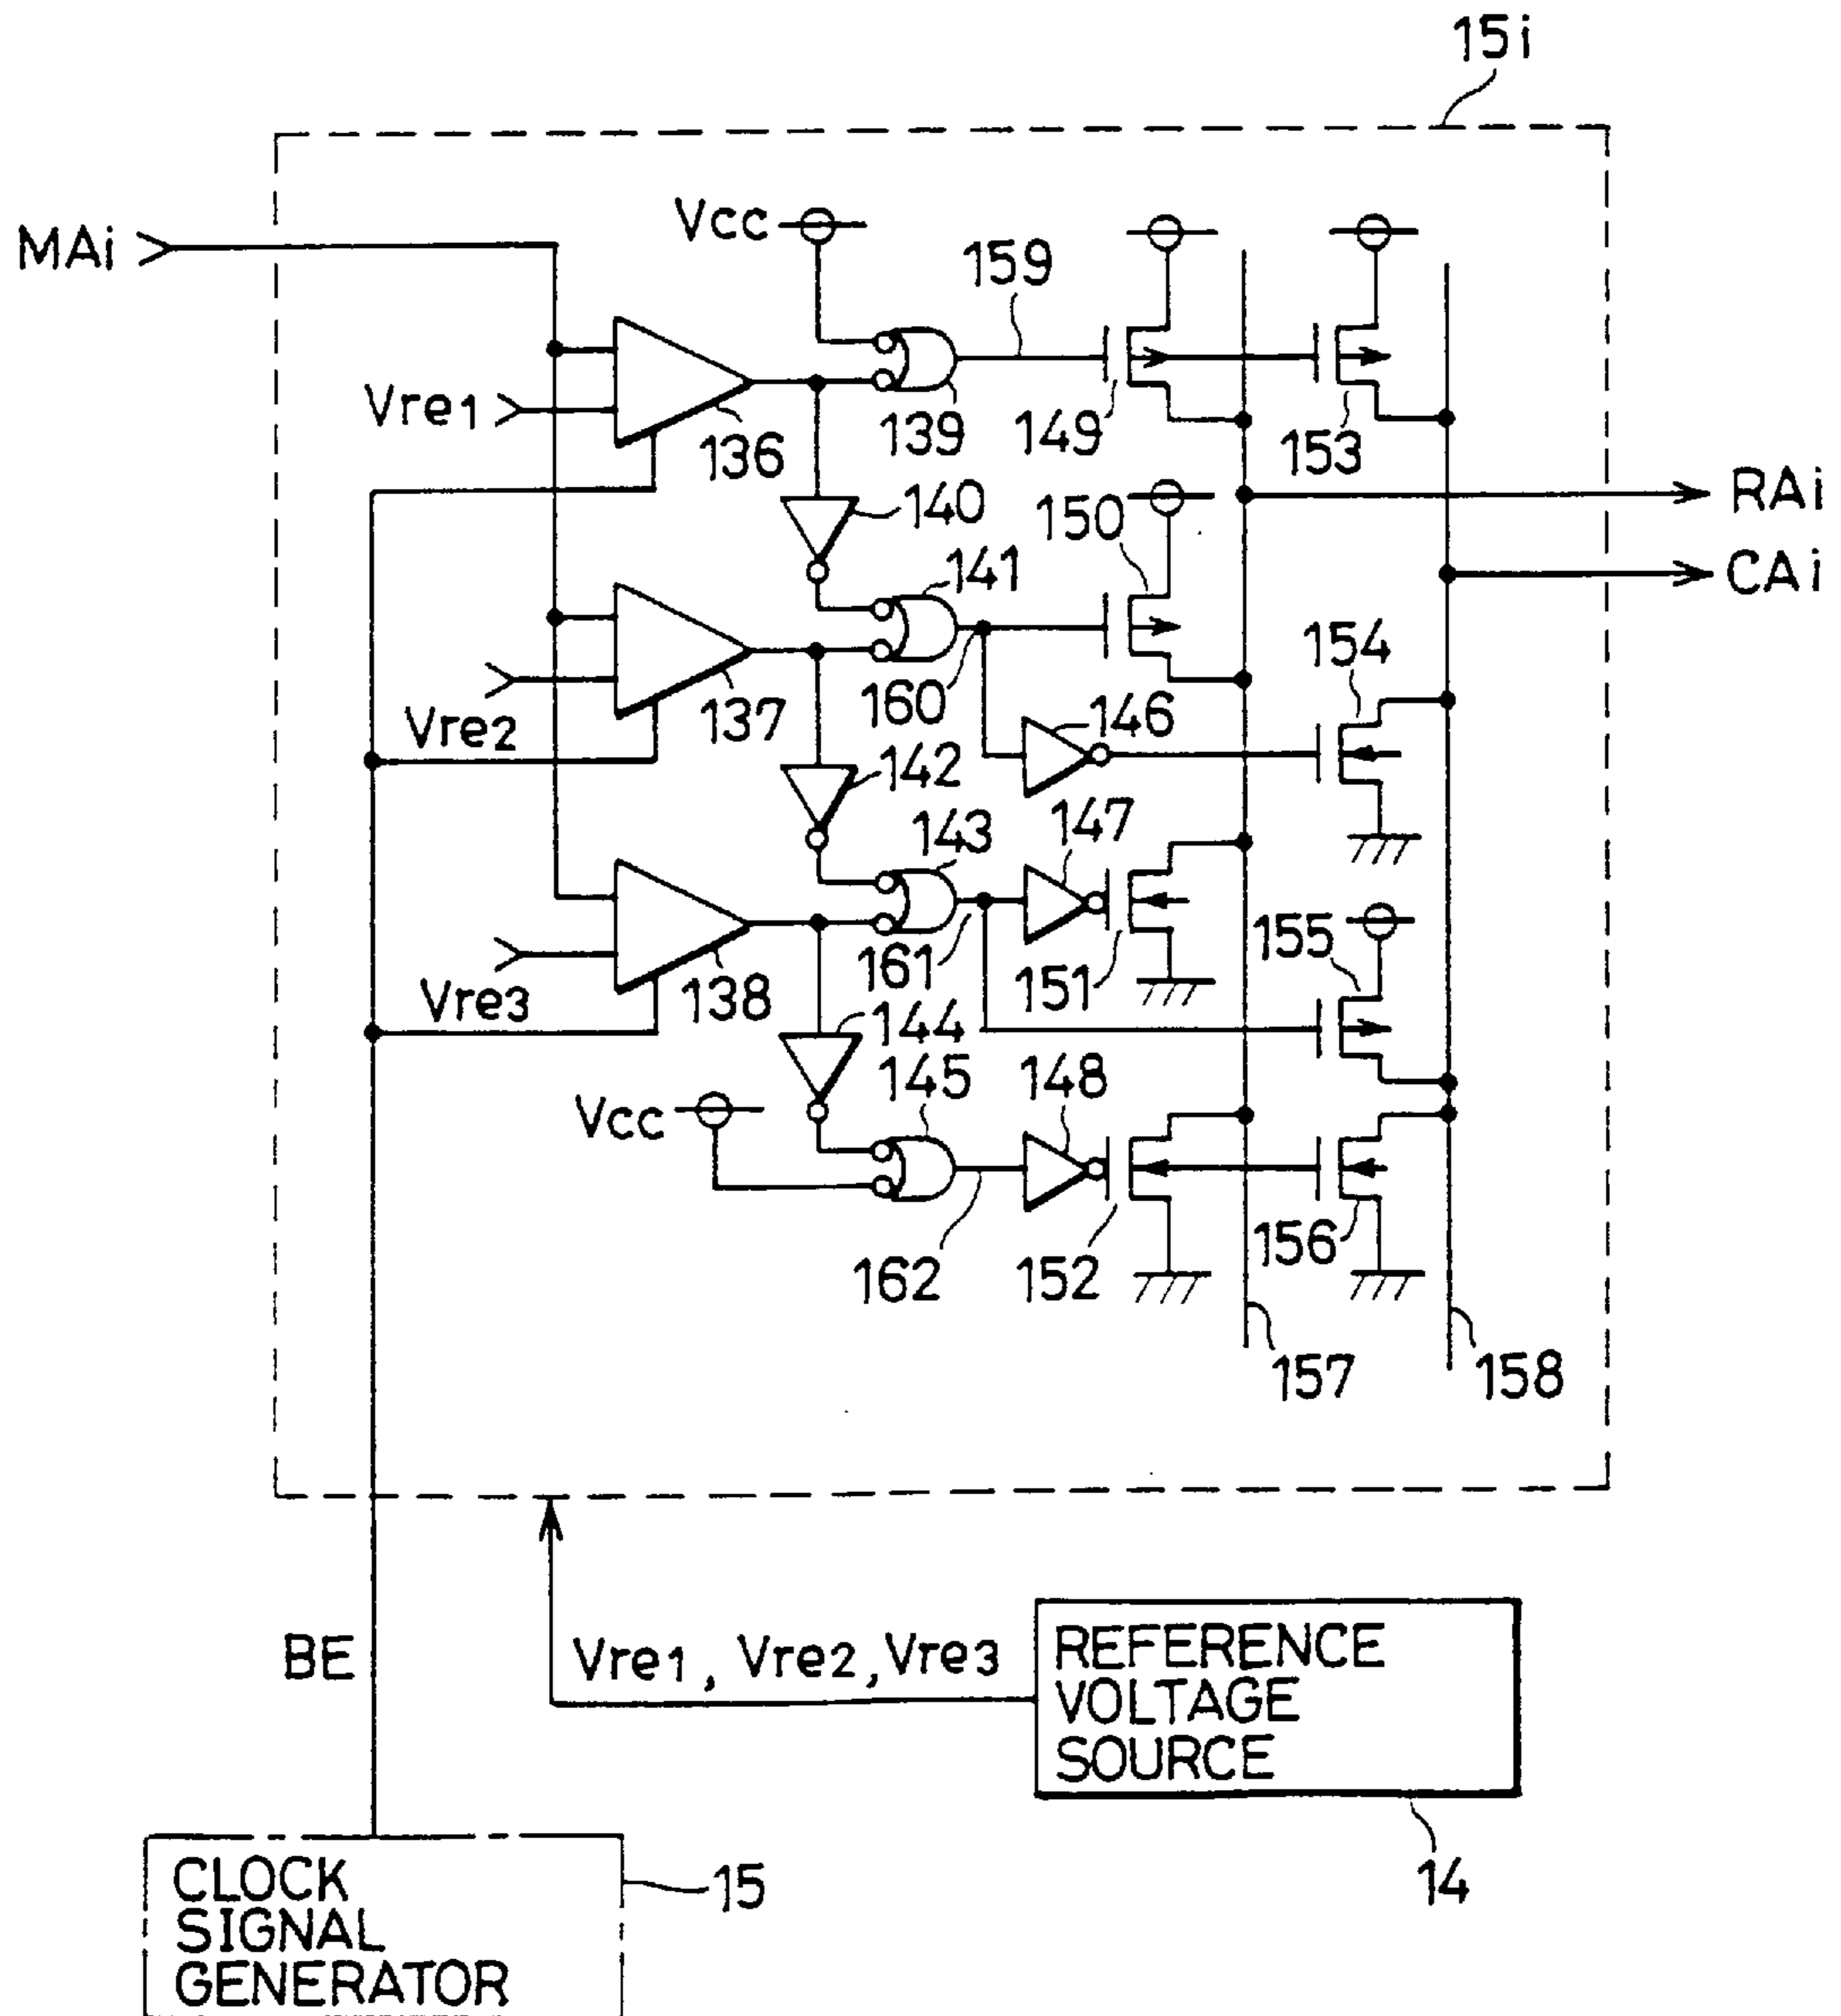 15i
MAi
Vcc
159
Vre1
136
139
149
153
RAi
140
150
CAi
141
154
Vre2
137
160
146
142
147
143
155
Vre3
138
161
151
144
145
148
Vcc
162
152
156
157
158
BE
Vre1, Vre2, Vre3
REFERENCE
VOLTAGE
SOURCE
14
15
CLOCK
SIGNAL
GENERATOR